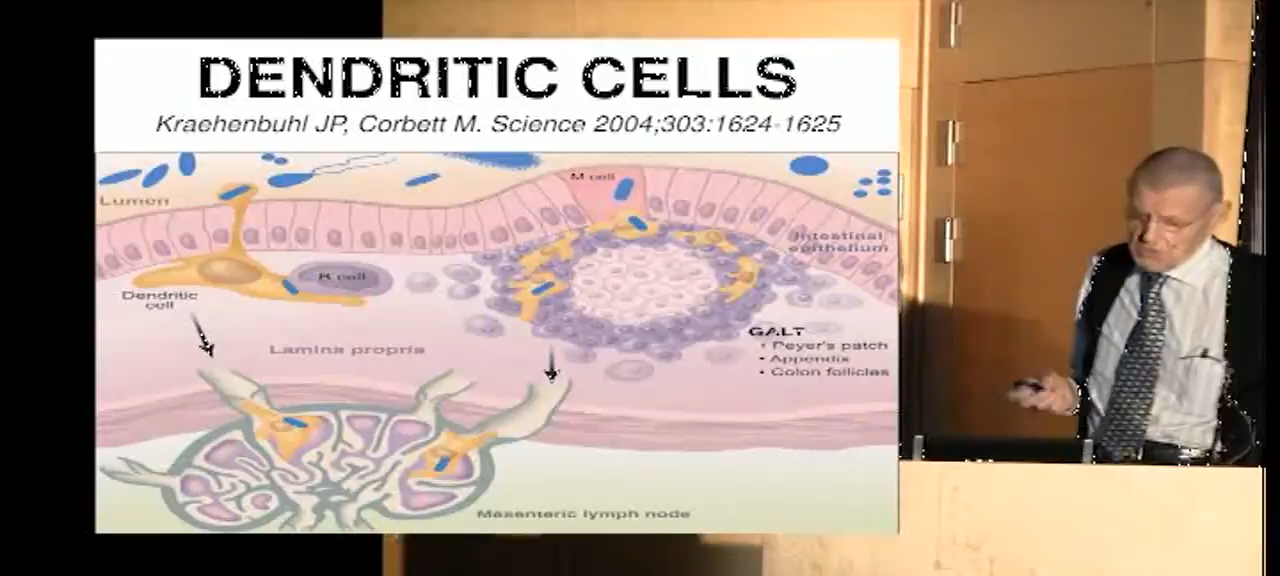 DENDRITIC CELLS
Kraehenbuhl JP, Corbett M. Science 2004;303:1624-1625
M cell
Lumen
Intestinal
epithelium
B cell
Dendritic
cell
GALT
• Peyer's patch
• Appendix
• Colon follicles
Lamina propria
Mesenteric lymph node